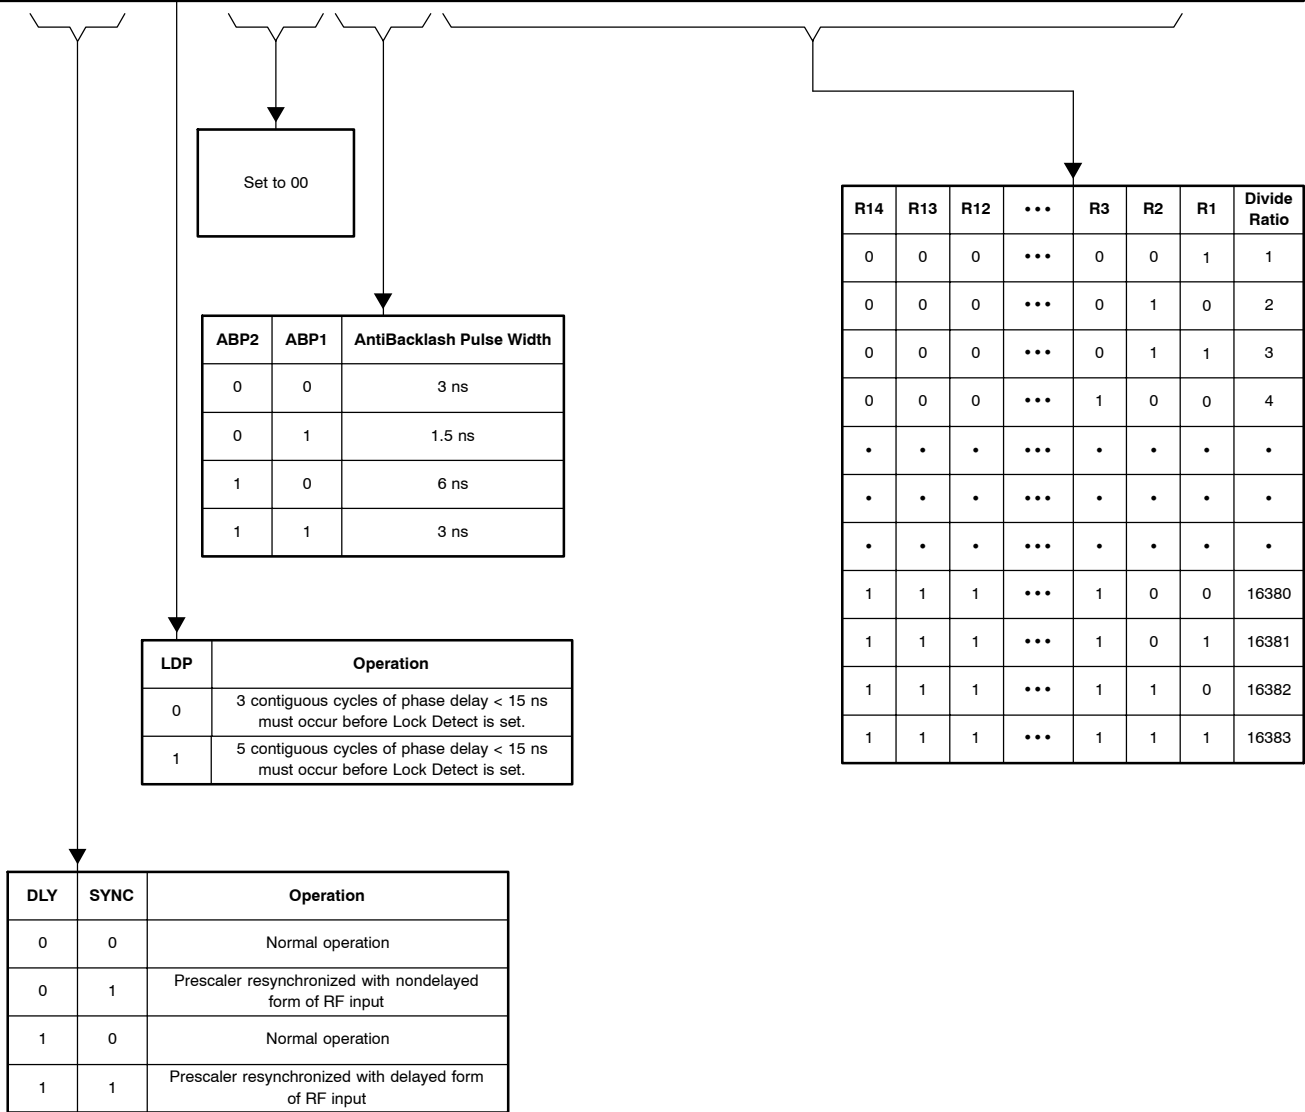 Set to 00
ABP2 ABP1 AntiBacklash Pulse Width
0 0 3 ns
0 1 1.5 ns
1 0 6 ns
1 1 3 ns
LDP Operation
0 3 contiguous cycles of phase delay < 15 ns
must occur before Lock Detect is set.
1 5 contiguous cycles of phase delay < 15 ns
must occur before Lock Detect is set.
DLY SYNC Operation
0 0 Normal operation
0 1 Prescaler resynchronized with nondelayed
form of RF input
1 0 Normal operation
1 1 Prescaler resynchronized with delayed form
of RF input
R14 R13 R12 ••• R3 R2 R1 Divide
Ratio
0 0 0 ••• 0 0 1 1
0 0 0 ••• 0 1 0 2
0 0 0 ••• 0 1 1 3
0 0 0 ••• 1 0 0 4
• • • ••• • • • •
• • • ••• • • • •
• • • ••• • • • •
1 1 1 ••• 1 0 0 16380
1 1 1 ••• 1 0 1 16381
1 1 1 ••• 1 1 0 16382
1 1 1 ••• 1 1 1 16383